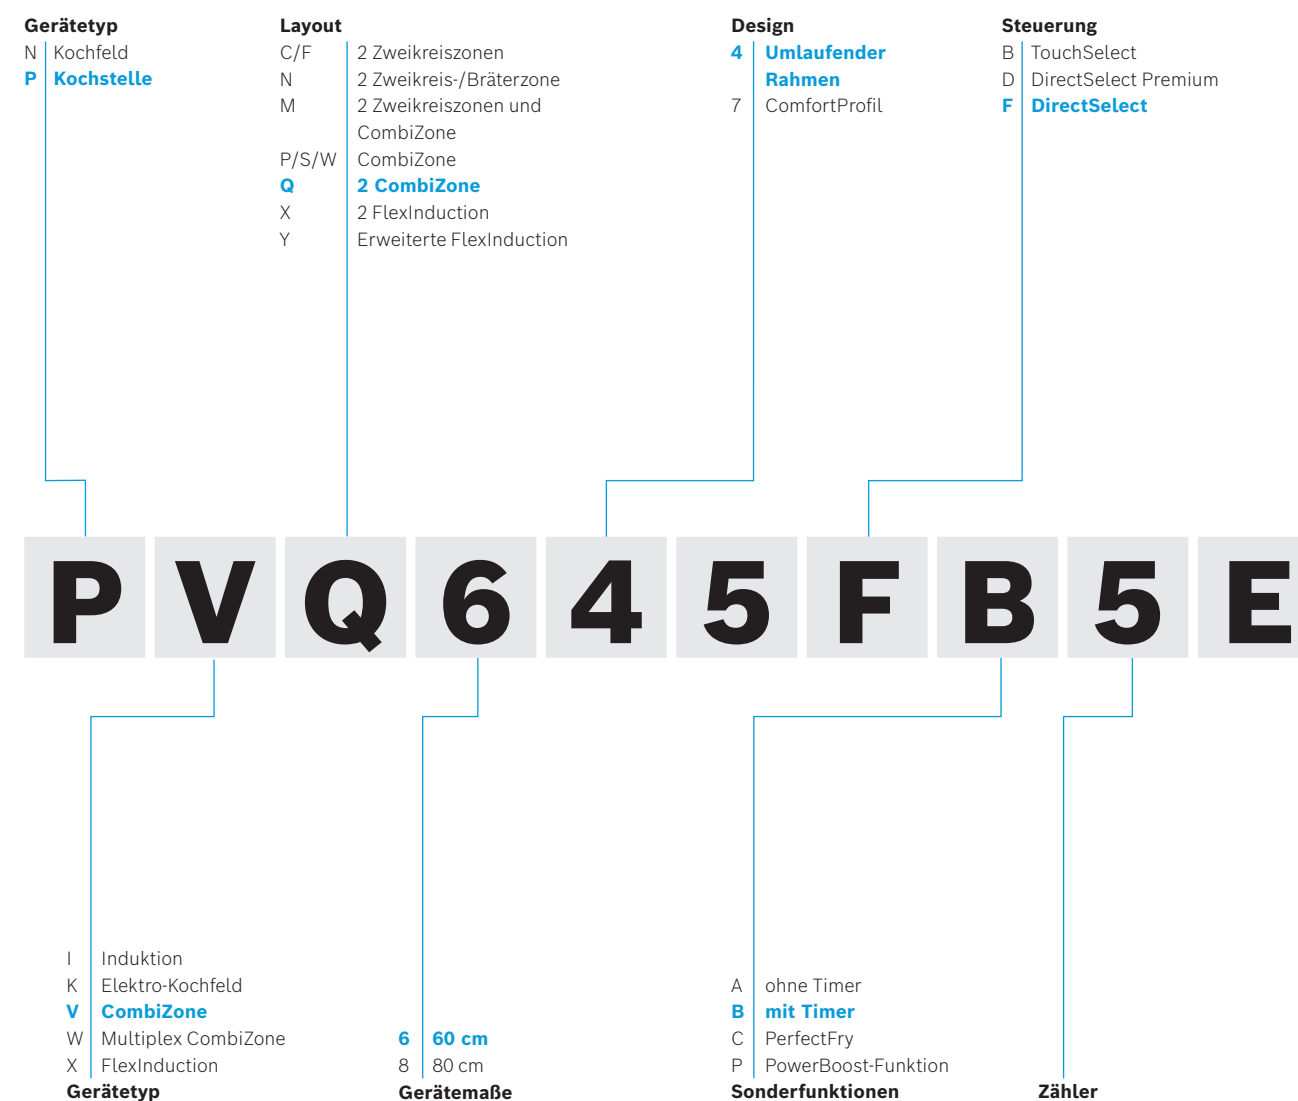 Gerätetyp
N Kochfeld
P Kochstelle
Layout
C/F 2 Zweikreiszonen
N 2 Zweikreis-/Bräterzone
M 2 Zweikreiszonen und
CombiZone
P/S/W CombiZone
Q 2 CombiZone
X 2 FlexInduction
Y Erweiterte FlexInduction
Design
4 Umlaufender
Rahmen
7 ComfortProfil
Steuerung
B TouchSelect
D DirectSelect Premium
F DirectSelect
P V Q 6 4 5 F B 5 E
I Induktion
K Elektro-Kochfeld
V CombiZone
W Multiplex CombiZone
X FlexInduction
Gerätetyp
6 60 cm
8 80 cm
Gerätemaße
A ohne Timer
B mit Timer
C PerfectFry
P PowerBoost-Funktion
Sonderfunktionen
Zähler